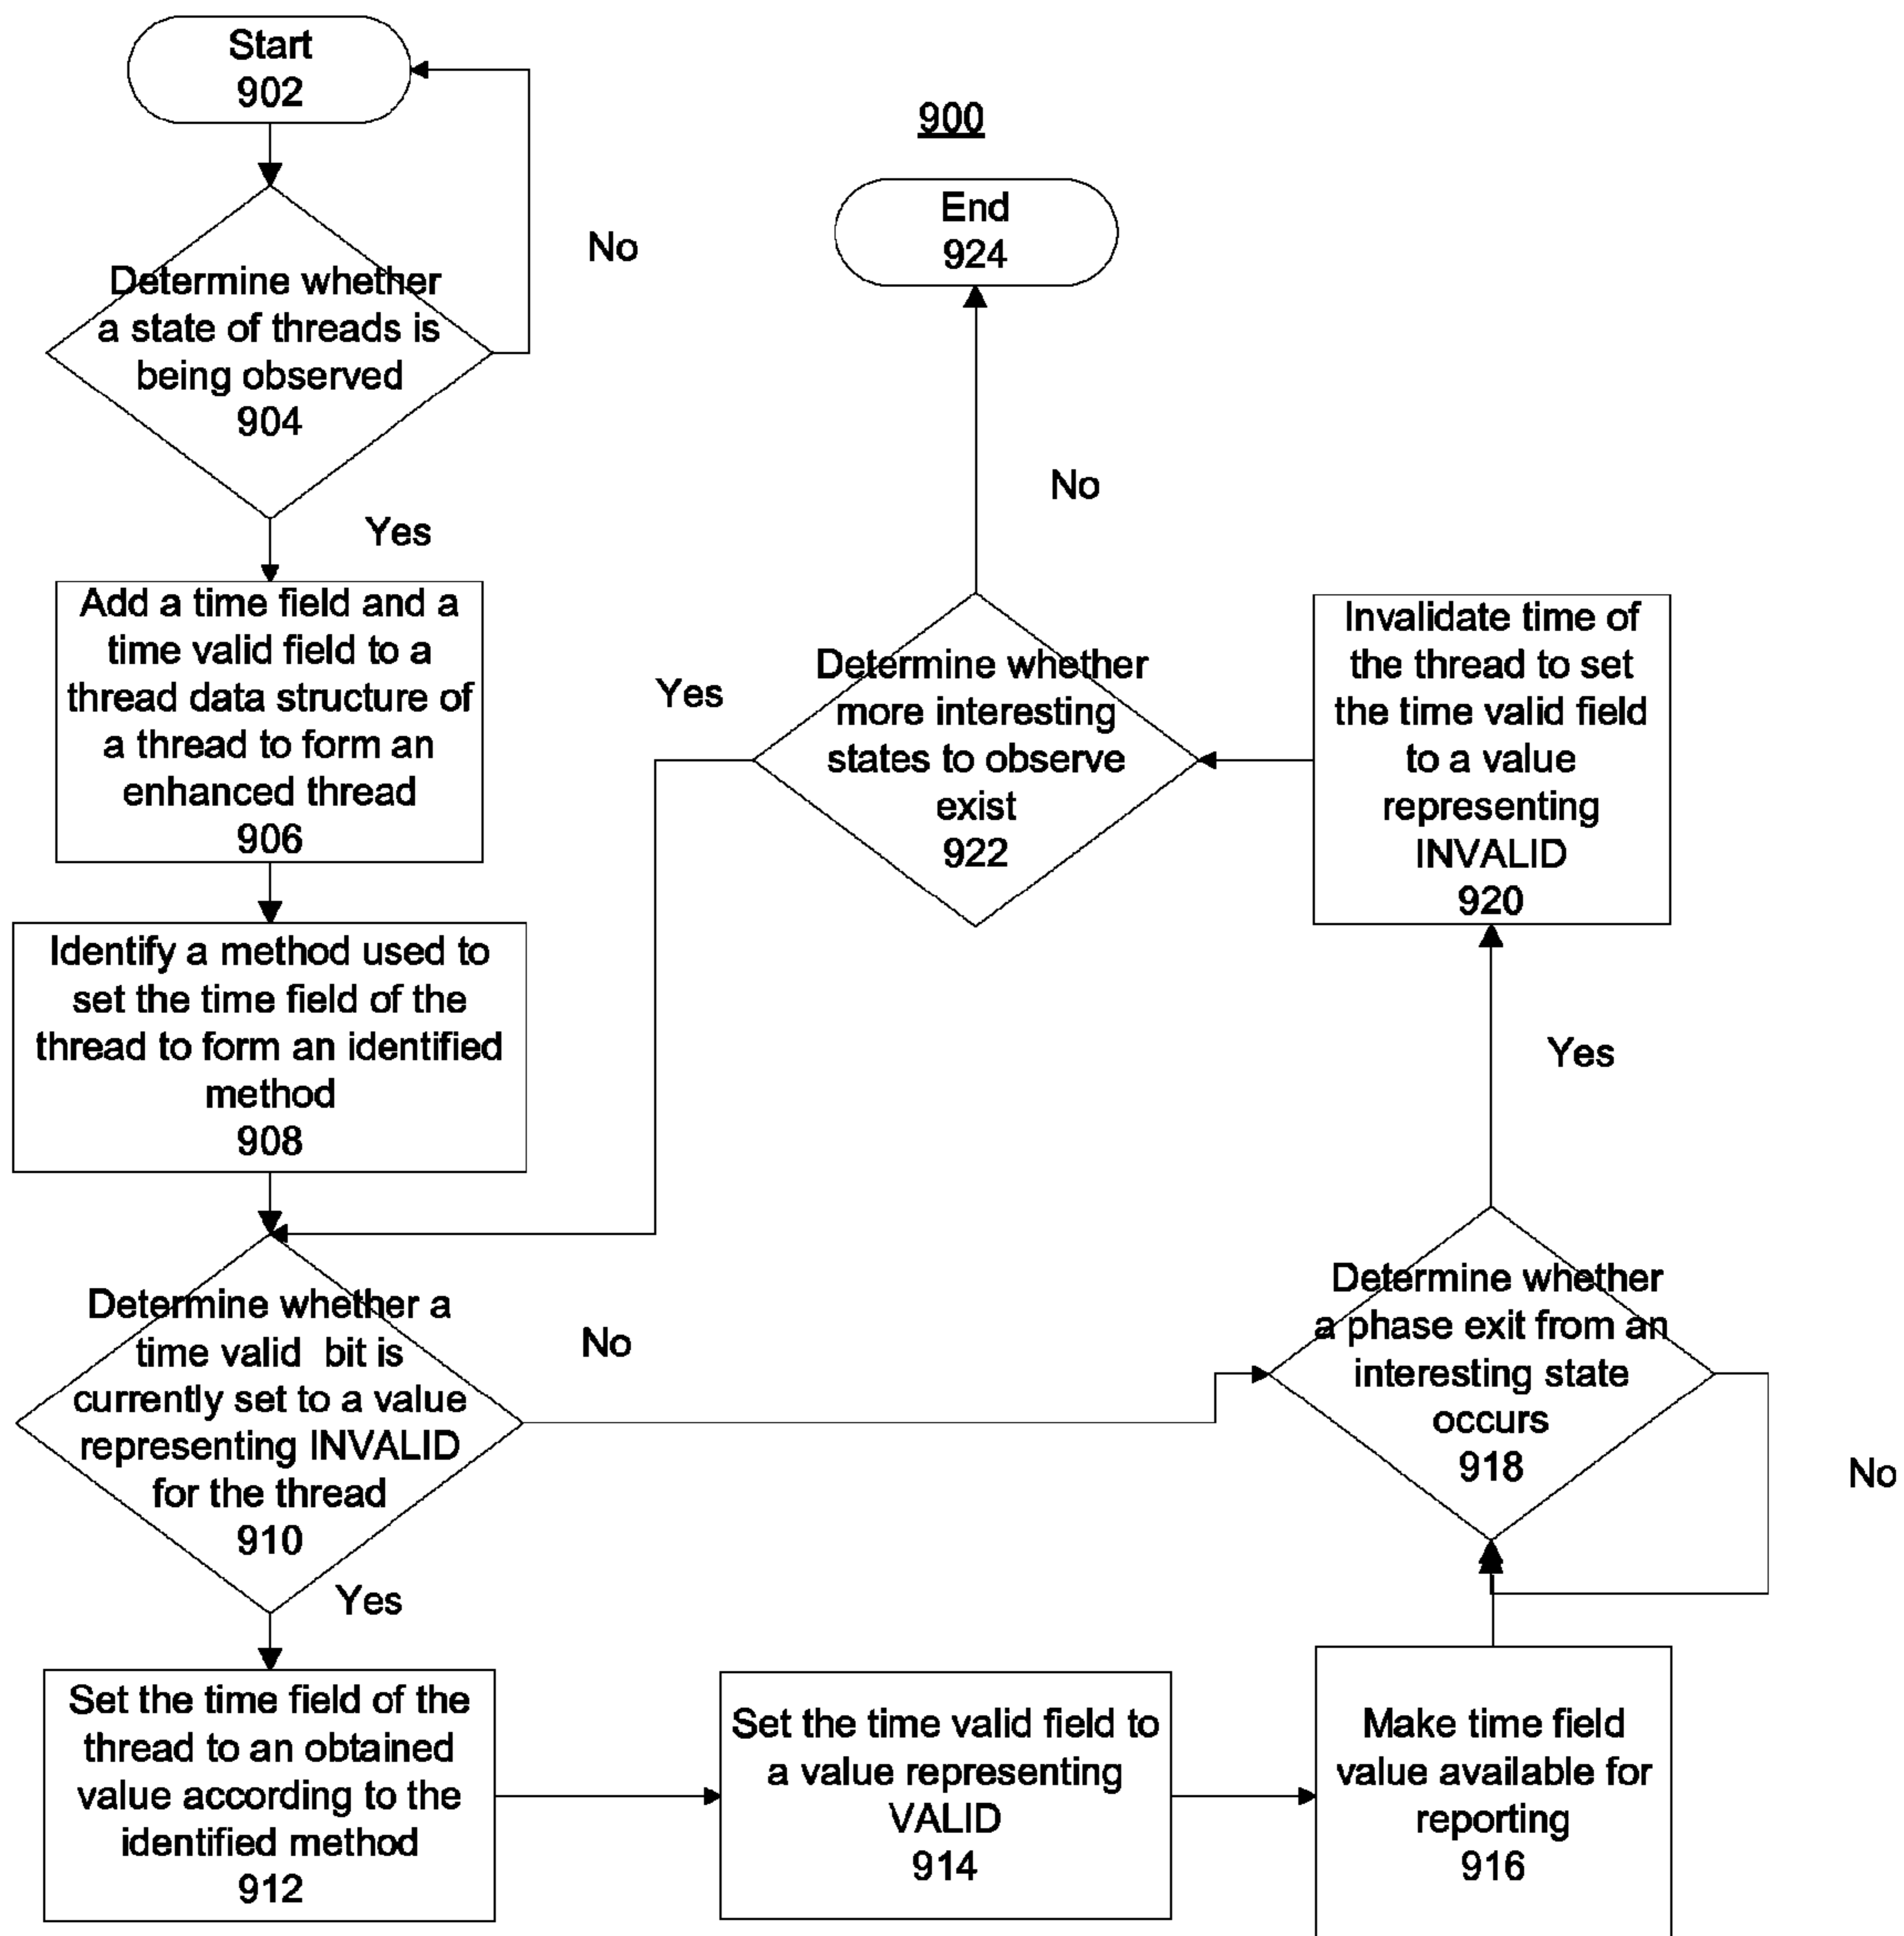 Start
902
900
End
924
No
Determine whether
a state of threads is
being observed
904
Yes
No
Add a time field and a
time valid field to a
thread data structure of
a thread to form an
enhanced thread
906
Yes
Determine whether
more interesting
states to observe
exist
922
Invalidate time of
the thread to set
the time valid field
to a value
representing
INVALID
920
Identify a method used to
set the time field of the
thread to form an identified
method
908
Yes
Determine whether a
time valid bit is
currently set to a value
representing INVALID
for the thread
910
No
Determine whether
a phase exit from an
interesting state
occurs
918
No
Yes
Set the time field of the
thread to an obtained
value according to the
identified method
912
Set the time valid field to
a value representing
VALID
914
Make time field
value available for
reporting
916